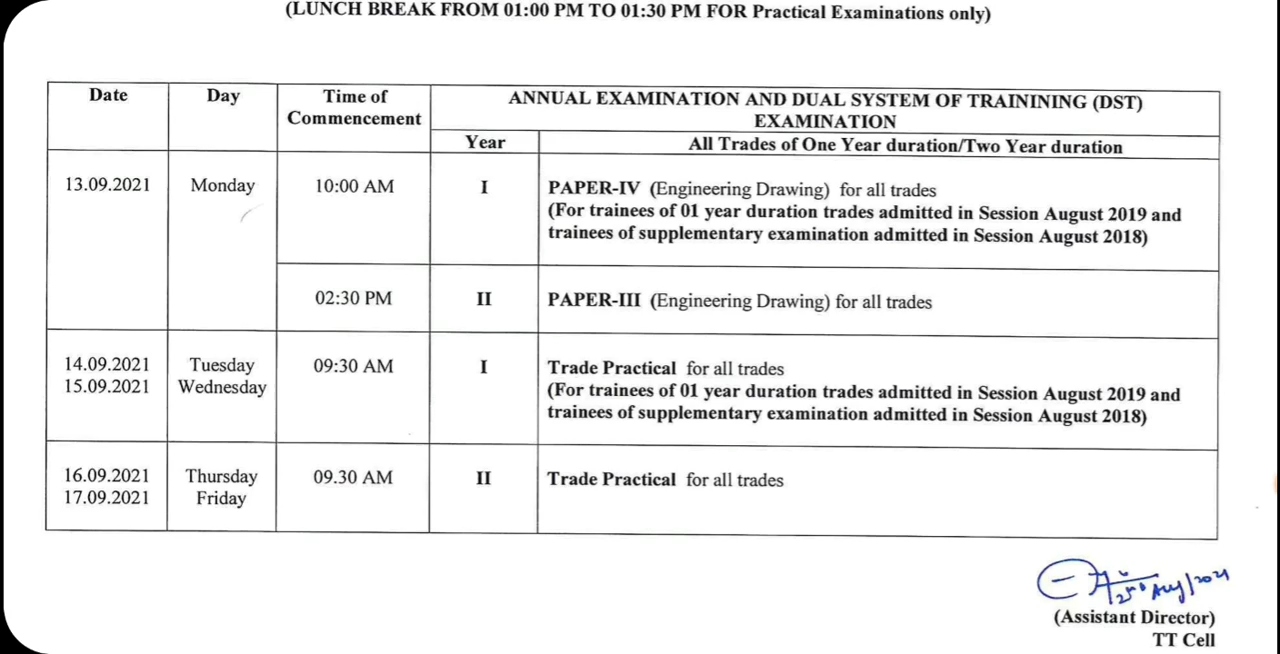 (LUNCH BREAK FROM 01:00 PM TO 01:30 PM FOR Practical Examinations only)
Date Day Time of Commencement ANNUAL EXAMINATION AND DUAL SYSTEM OF TRAININING (DST) EXAMINATION
Year All Trades of One Year duration/Two Year duration
13.09.2021 Monday 10:00 AM I PAPER-IV (Engineering Drawing) for all trades
(For trainees of 01 year duration trades admitted in Session August 2019 and
trainees of supplementary examination admitted in Session August 2018)
02:30 PM II PAPER-III (Engineering Drawing) for all trades
14.09.2021 Tuesday 09:30 AM I Trade Practical for all trades
15.09.2021 Wednesday (For trainees of 01 year duration trades admitted in Session August 2019 and
trainees of supplementary examination admitted in Session August 2018)
16.09.2021 Thursday 09.30 AM II Trade Practical for all trades
17.09.2021 Friday
(Assistant Director)
TT Cell